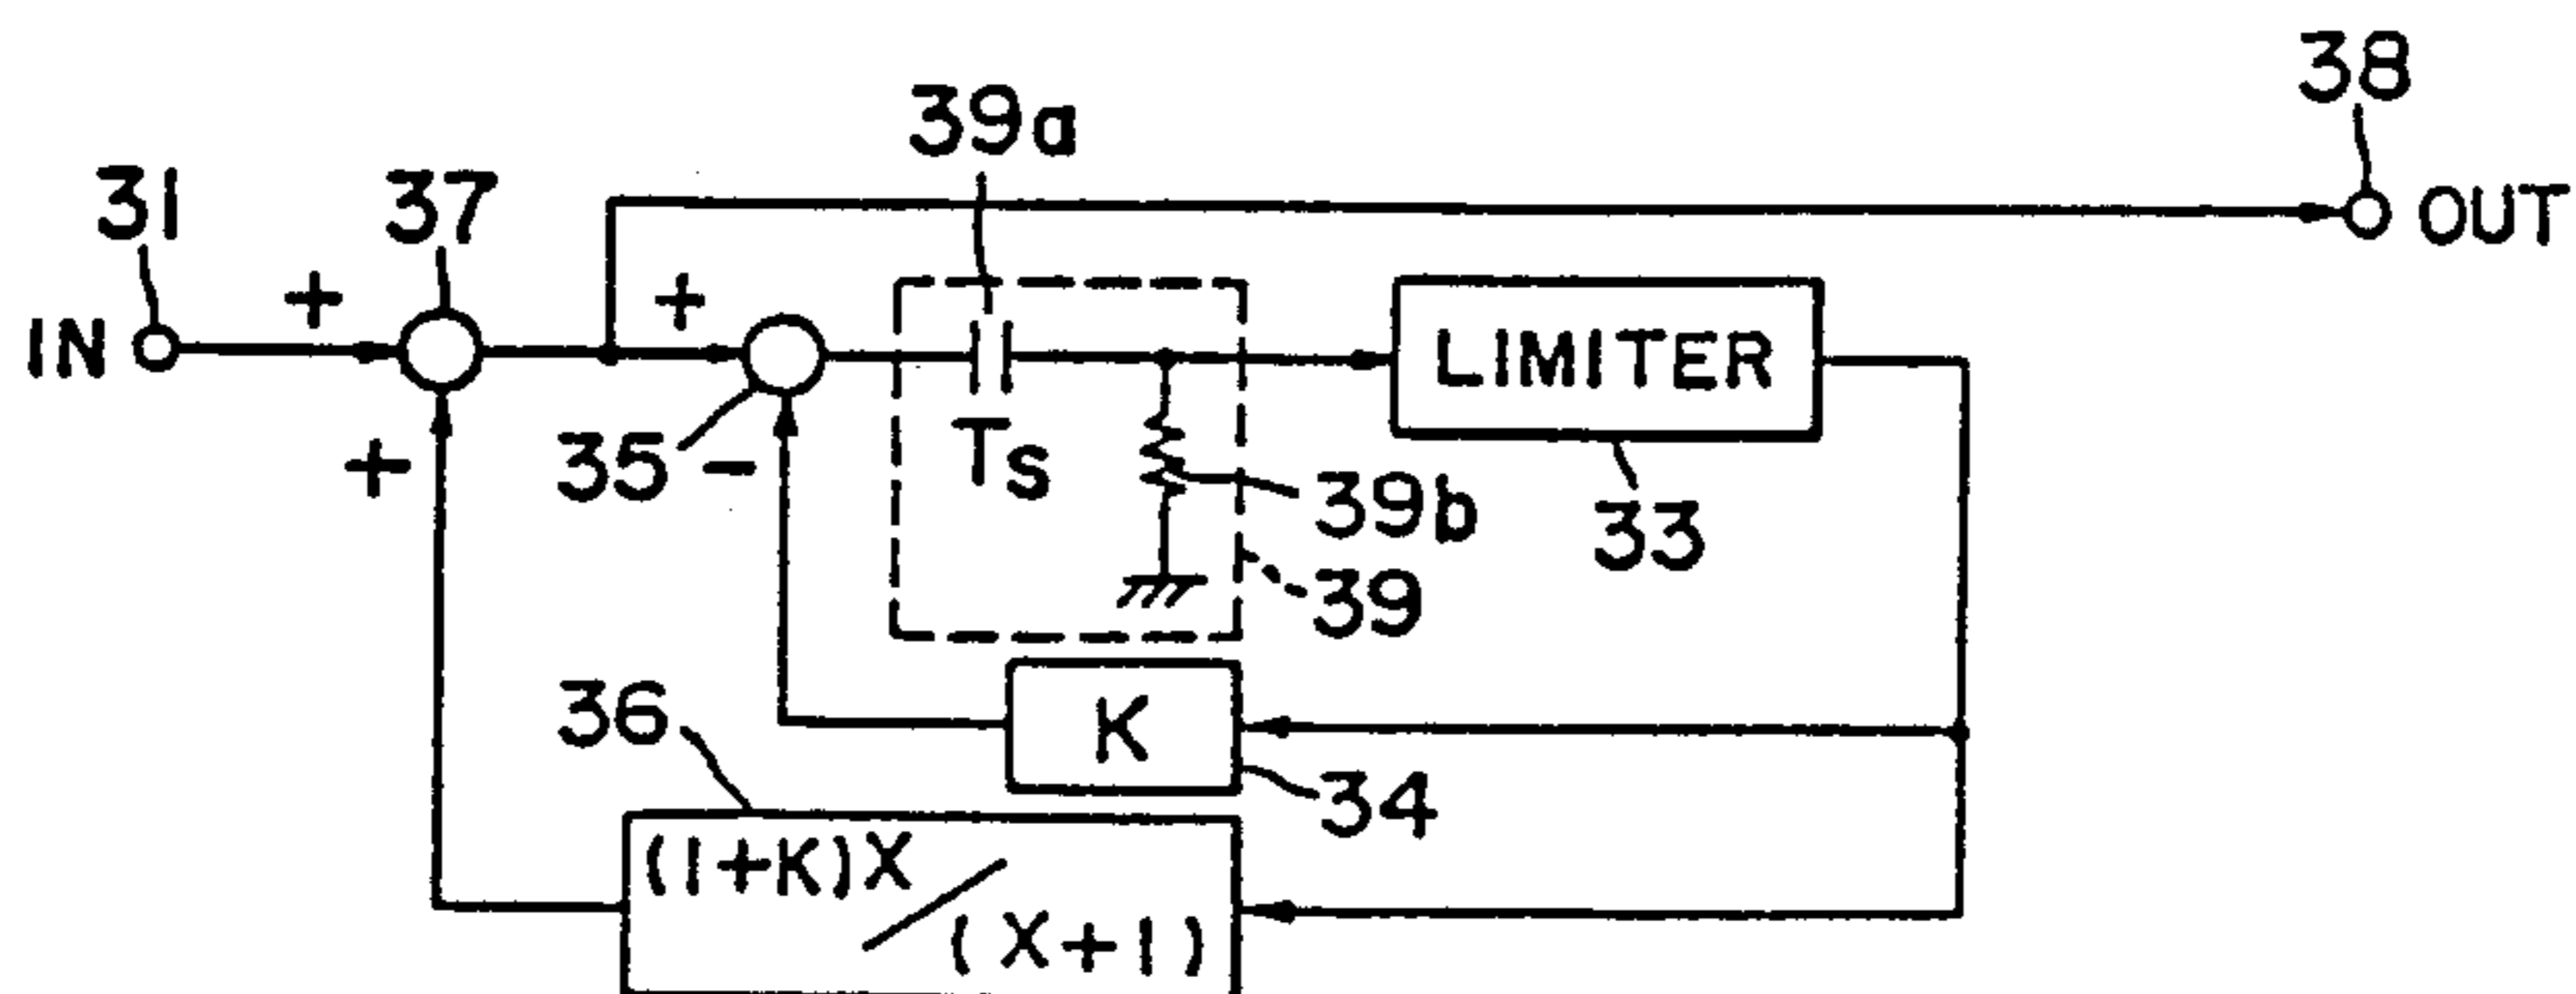 38
39a
31
37
OUT
+
+
IN
LIMITER
+
35
−
Ts
39b
33
39
36
K
34
(1+K)X
/
(X+1)